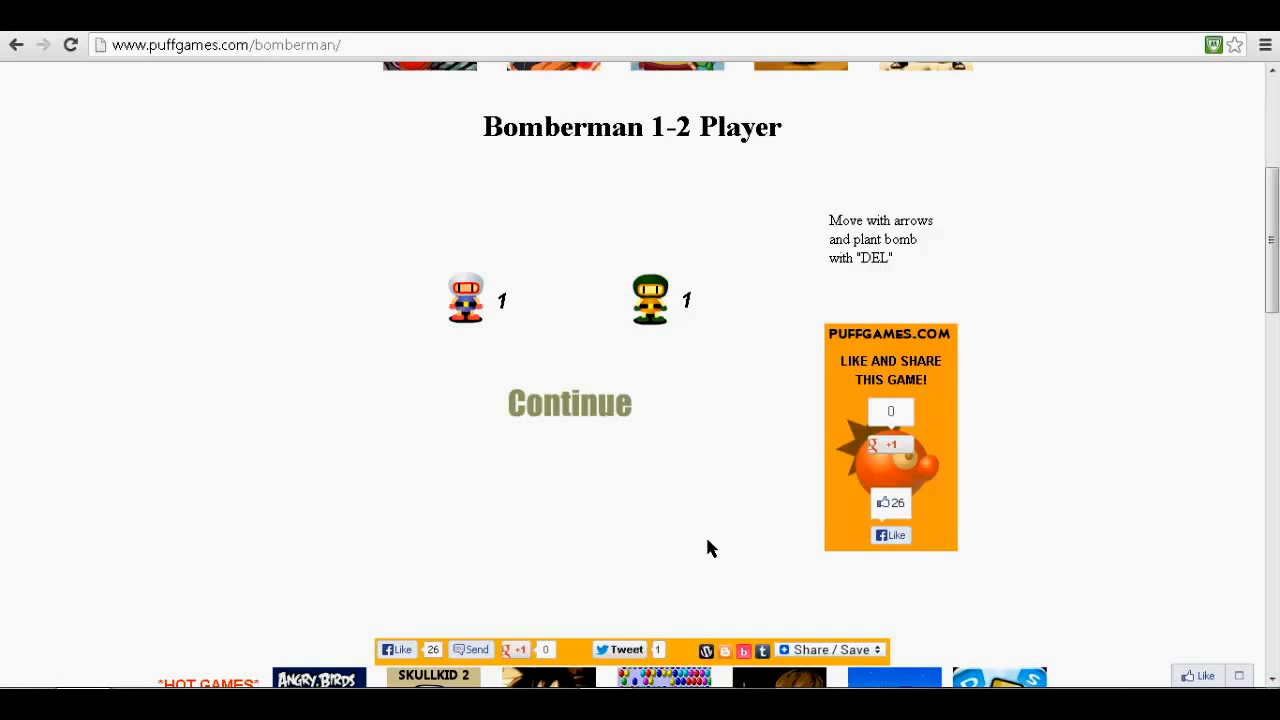 www.puffgames.com/bomberman/
Bomberman 1-2 Player
Move with arrows
and plant bomb
with "DEL"
1
1
Continue
PUFFGAMES.COM
LIKE AND SHARE
THIS GAME!
0
g +1
26
Like
Like 26 Send g +1 0 Tweet 1 Share / Save
*HOT GAMES*
ANGRY BIRDS
SKULLKID 2
Like